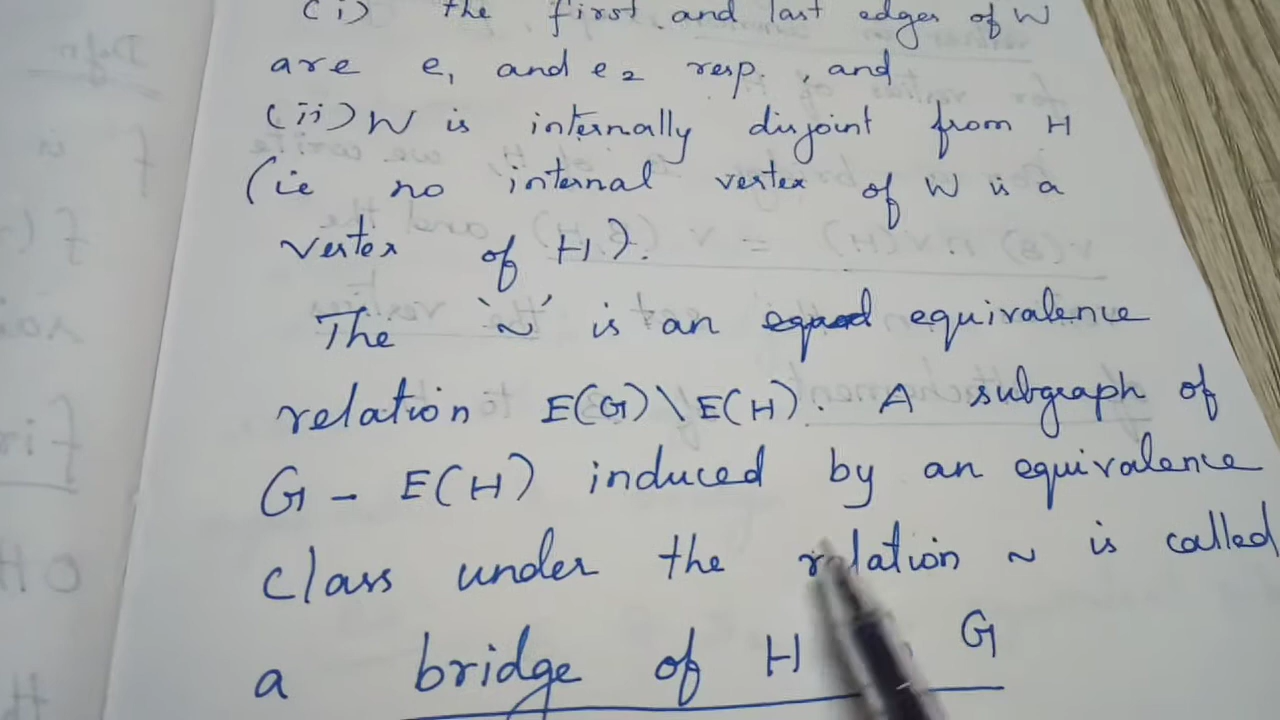 (i) the first and last edges of W
are e₁ and e₂ resp. , and
(ii) W is internally disjoint from H
(ie no internal vertex of W is a
vertex of H).
The '~' is an equivalence
relation E(G)\E(H). A subgraph of
G - E(H) induced by an equivalence
class under the relation ~ is called
a bridge of H G